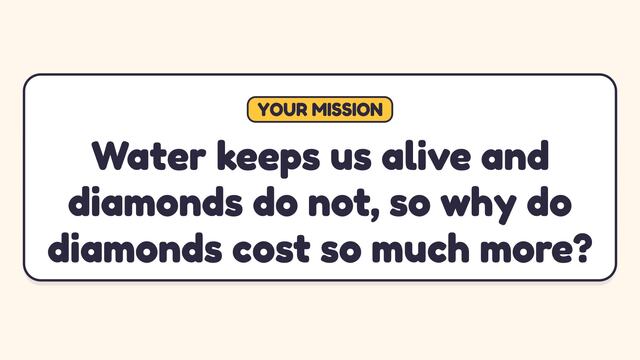 YOUR MISSION
Water keeps us alive and
diamonds do not, so why do
diamonds cost so much more?